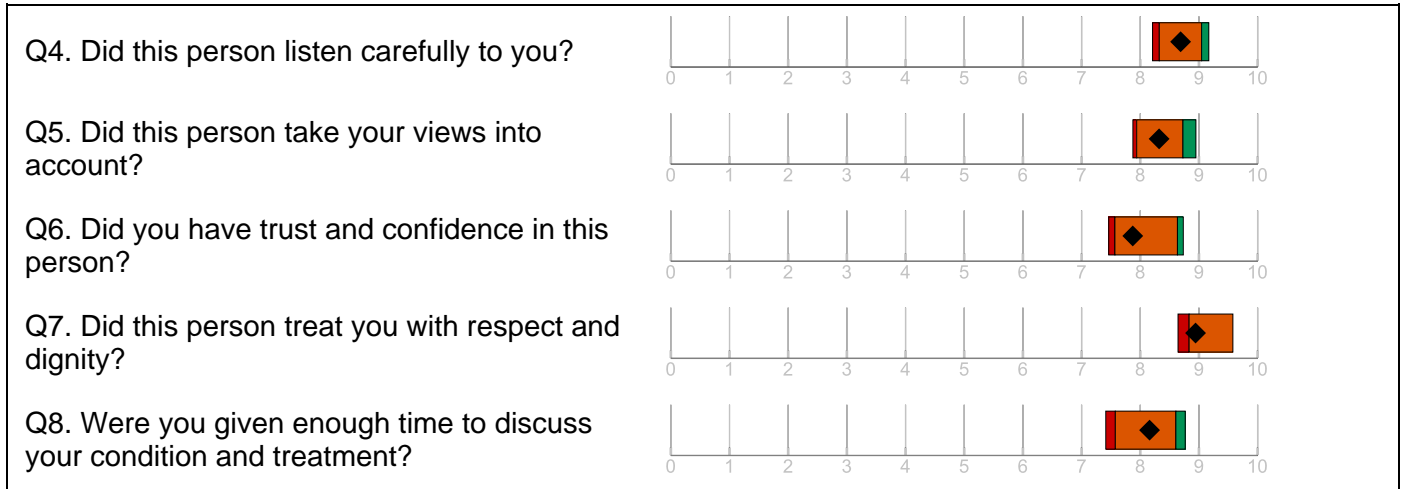 Q4. Did this person listen carefully to you?
0 1 2 3 4 5 6 7 8 9 10
Q5. Did this person take your views into
account?
0 1 2 3 4 5 6 7 8 9 10
Q6. Did you have trust and confidence in this
person?
0 1 2 3 4 5 6 7 8 9 10
Q7. Did this person treat you with respect and
dignity?
0 1 2 3 4 5 6 7 8 9 10
Q8. Were you given enough time to discuss
your condition and treatment?
0 1 2 3 4 5 6 7 8 9 10